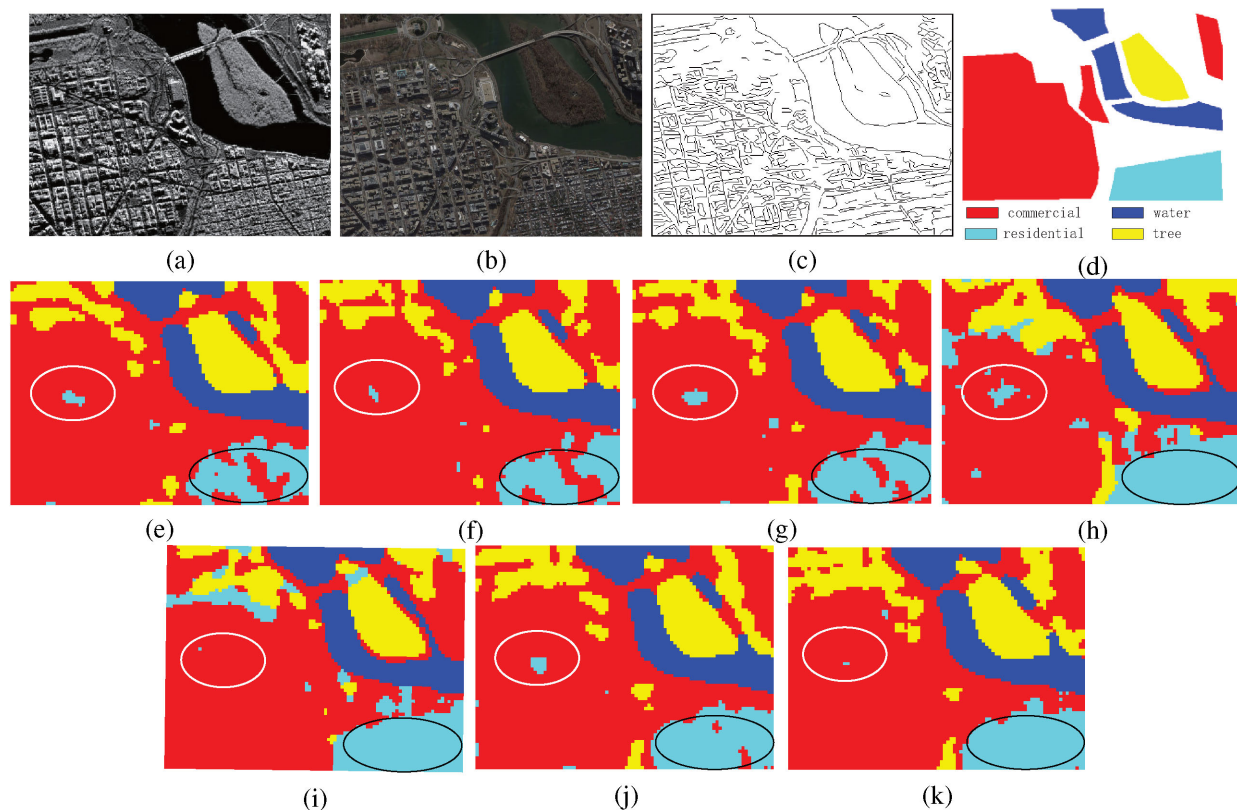 commercial water
residential tree
(a) (b) (c) (d)
(e) (f) (g) (h)
(i) (j) (k)